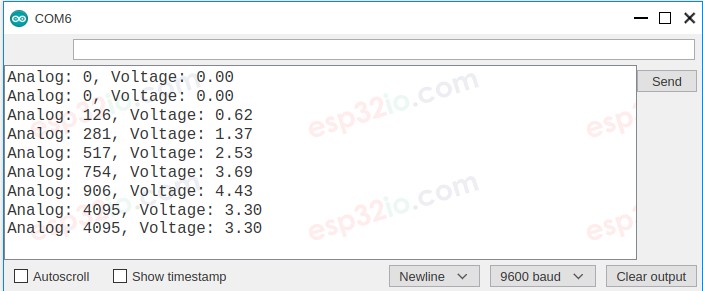 COM6
Send
Analog: 0, Voltage: 0.00
Analog: 0, Voltage: 0.00
Analog: 126, Voltage: 0.62
Analog: 281, Voltage: 1.37
Analog: 517, Voltage: 2.53
Analog: 754, Voltage: 3.69
Analog: 906, Voltage: 4.43
Analog: 4095, Voltage: 3.30
Analog: 4095, Voltage: 3.30
esp32io.com
esp32io.com
esp32io.com
esp32io.com
esp32io.com
esp32io.com
Autoscroll
Show timestamp
Newline
9600 baud
Clear output